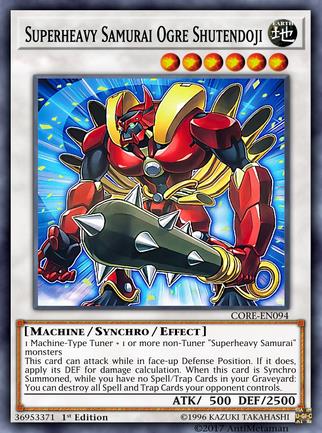 SUPERHEAVY SAMURAI OGRE SHUTENDOJI
EARTH
地
CORE-EN094
[MACHINE / SYNCHRO / EFFECT]
1 Machine-Type Tuner + 1 or more non-Tuner "Superheavy Samurai"
monsters
This card can attack while in face-up Defense Position. If it does,
apply its DEF for damage calculation. When this card is Synchro
Summoned, while you have no Spell/Trap Cards in your Graveyard:
You can destroy all Spell and Trap Cards your opponent controls.
ATK/ 500 DEF/2500
36953371 1st Edition ©1996 KAZUKI TAKAHASHI
©2017 AntiMetaman